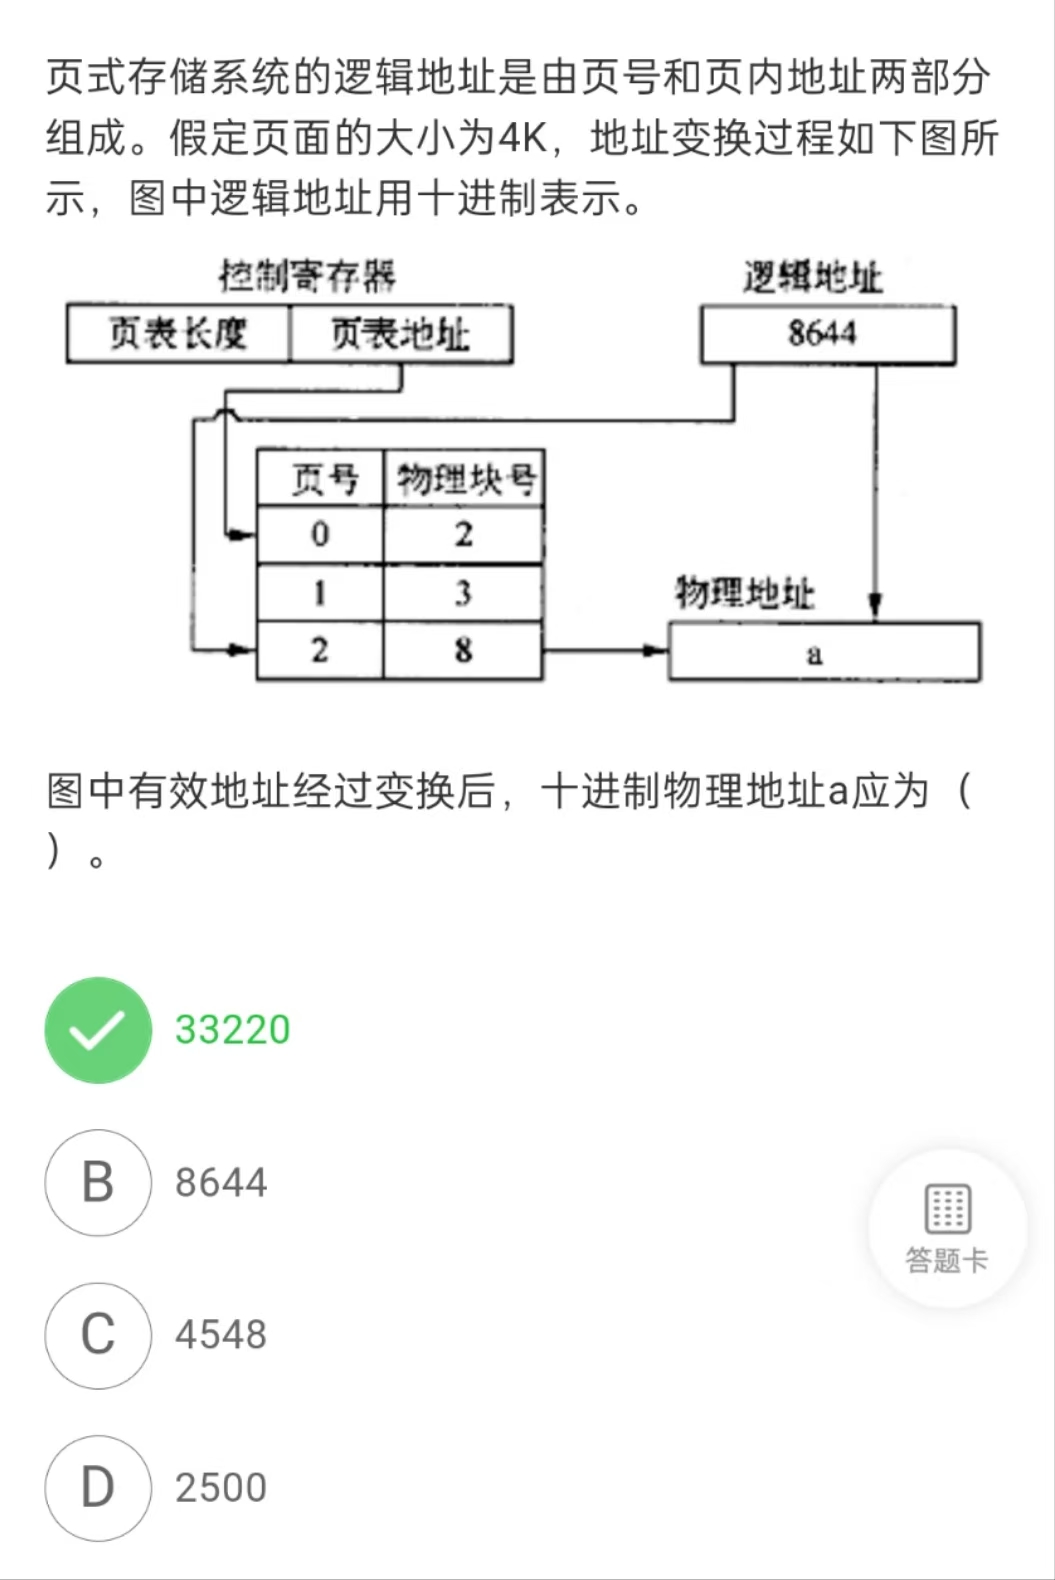 页式存储系统的逻辑地址是由页号和页内地址两部分
组成。假定页面的大小为4K，地址变换过程如下图所
示，图中逻辑地址用十进制表示。
控制寄存器 逻辑地址
页表长度 页表地址 8644
页号 物理块号
0 2
1 3
物理地址
2 8 a
图中有效地址经过变换后，十进制物理地址a应为（
）。
33220
B 8644
答题卡
C 4548
D 2500